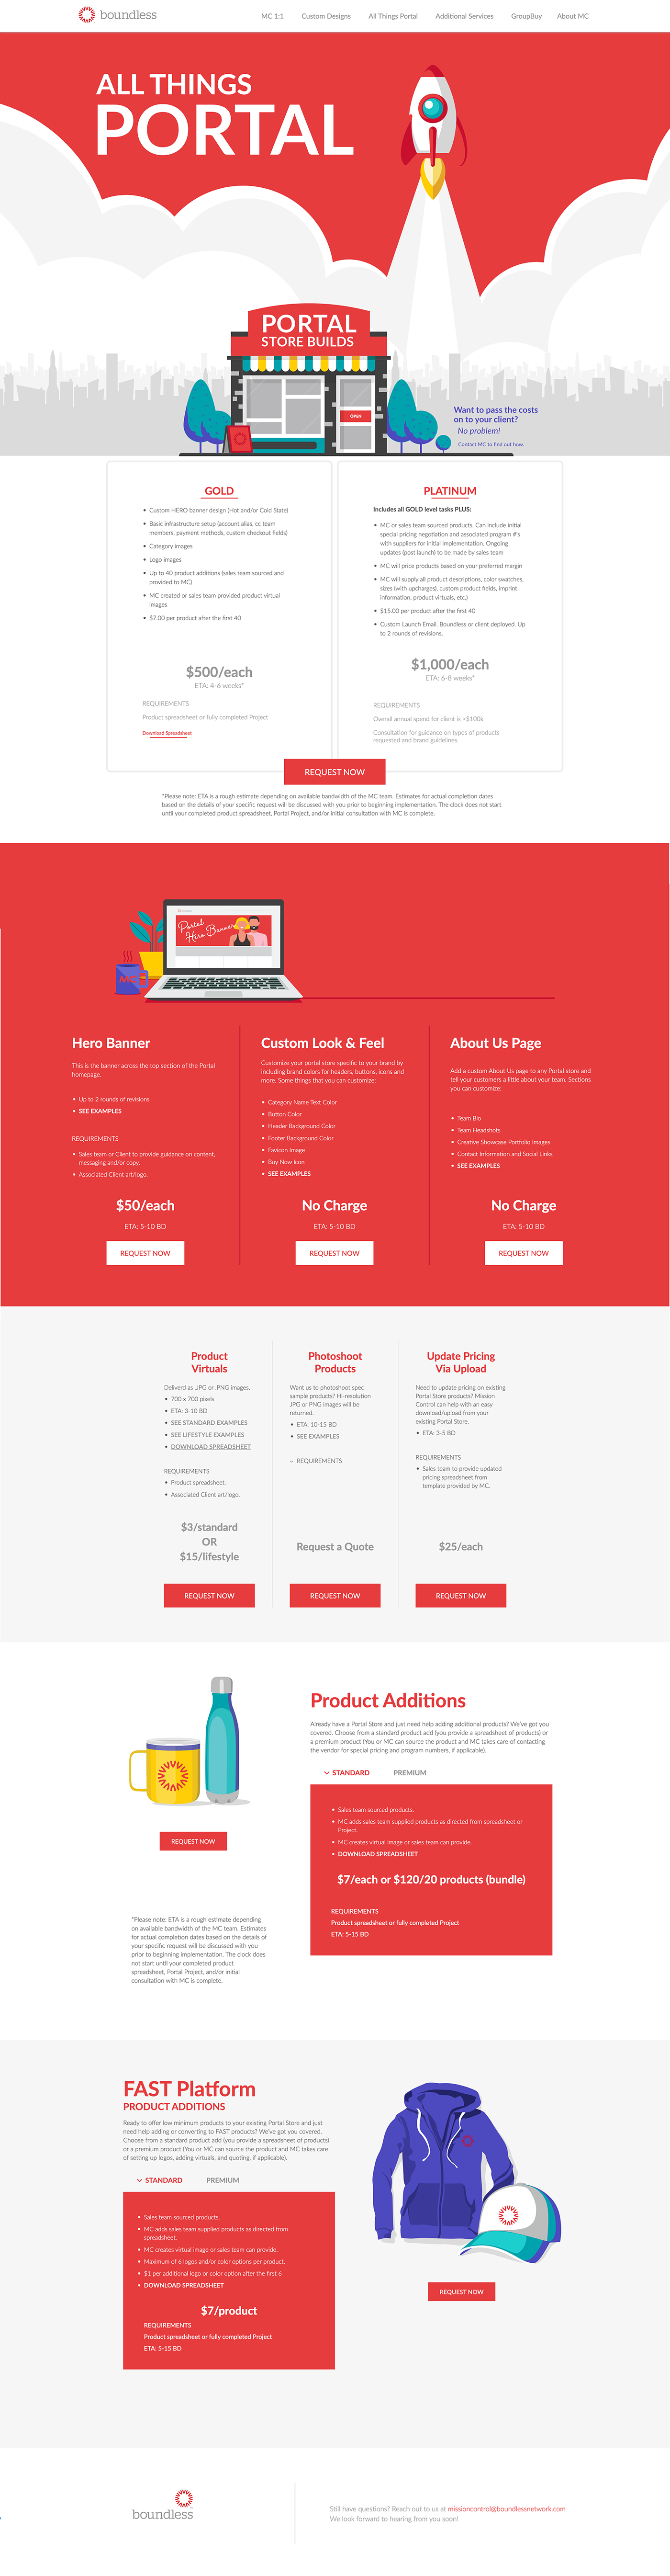 boundless
MC 1:1 Custom Designs All Things Portal Additional Services GroupBuy About MC
ALL THINGS
PORTAL
PORTAL
STORE BUILDS
OPEN
Want to pass the costs
on to your client?
No problem!
Contact MC to find out how.
GOLD
• Custom HERO banner design (Hot and/or Cold State)
• Basic infrastructure setup (account alias, cc team
members, payment methods, custom checkout fields)
• Category images
• Logo images
• Up to 40 product additions (sales team sourced and
provided to MC)
• MC created or sales team provided product virtual
images
• $7.00 per product after the first 40
$500/each
ETA: 4-6 weeks*
REQUIREMENTS
Product spreadsheet or fully completed Project
Download Spreadsheet
PLATINUM
Includes all GOLD level tasks PLUS:
• MC or sales team sourced products. Can include initial
special pricing negotiation and associated program #'s
with suppliers for initial implementation. Ongoing
updates (post launch) to be made by sales team
• MC will price products based on your preferred margin
• MC will supply all product descriptions, color swatches,
sizes (with upcharges), custom product fields, imprint
information, product virtuals, etc.)
• $15.00 per product after the first 40
• Custom Launch Email. Boundless or client deployed. Up
to 2 rounds of revisions.
$1,000/each
ETA: 6-8 weeks*
REQUIREMENTS
Overall annual spend for client is >$100k
Consultation for guidance on types of products
requested and brand guidelines.
REQUEST NOW
*Please note: ETA is a rough estimate depending on available bandwidth of the MC team. Estimates for actual completion dates
based on the details of your specific request will be discussed with you prior to beginning implementation. The clock does not start
until your completed product spreadsheet, Portal Project, and/or initial consultation with MC is complete.
Portal
Hero Banner
Hero Banner
This is the banner across the top section of the Portal
homepage.
• Up to 2 rounds of revisions
• SEE EXAMPLES
REQUIREMENTS
• Sales team or Client to provide guidance on content,
messaging and/or copy.
• Associated Client art/logo.
$50/each
ETA: 5-10 BD
REQUEST NOW
Custom Look & Feel
Customize your portal store specific to your brand by
including brand colors for headers, buttons, icons and
more. Some things that you can customize:
• Category Name Text Color
• Button Color
• Header Background Color
• Footer Background Color
• Favicon Image
• Buy Now Icon
• SEE EXAMPLES
No Charge
ETA: 5-10 BD
REQUEST NOW
About Us Page
Add a custom About Us page to any Portal store and
tell your customers a little about your team. Sections
you can customize:
• Team Bio
• Team Headshots
• Creative Showcase Portfolio Images
• Contact Information and Social Links
• SEE EXAMPLES
No Charge
ETA: 5-10 BD
REQUEST NOW
Product
Virtuals
Deliverd as .JPG or .PNG images.
• 700 x 700 pixels
• ETA: 3-10 BD
• SEE STANDARD EXAMPLES
• SEE LIFESTYLE EXAMPLES
• DOWNLOAD SPREADSHEET
REQUIREMENTS
• Product spreadsheet.
• Associated Client art/logo.
$3/standard
OR
$15/lifestyle
REQUEST NOW
Photoshoot
Products
Want us to photoshoot spec
sample products? Hi-resolution
JPG or PNG images will be
returned.
• ETA: 10-15 BD
• SEE EXAMPLES
REQUIREMENTS
Request a Quote
REQUEST NOW
Update Pricing
Via Upload
Need to update pricing on existing
Portal Store products? Mission
Control can help with an easy
download/upload from your
existing Portal Store.
• ETA: 3-5 BD
REQUIREMENTS
• Sales team to provide updated
pricing spreadsheet from
template provided by MC.
$25/each
REQUEST NOW
REQUEST NOW
*Please note: ETA is a rough estimate depending
on available bandwidth of the MC team. Estimates
for actual completion dates based on the details of
your specific request will be discussed with you
prior to beginning implementation. The clock does
not start until your completed product
spreadsheet, Portal Project, and/or initial
consultation with MC is complete.
Product Additions
Already have a Portal Store and just need help adding additional products? We've got you
covered. Choose from a standard product add (you provide a spreadsheet of products) or
a premium product (You or MC can source the product and MC takes care of contacting
the vendor for special pricing and program numbers, if applicable).
STANDARD PREMIUM
• Sales team sourced products.
• MC adds sales team supplied products as directed from spreadsheet or
Project.
• MC creates virtual image or sales team can provide.
• DOWNLOAD SPREADSHEET
$7/each or $120/20 products (bundle)
REQUIREMENTS
Product spreadsheet or fully completed Project
ETA: 5-15 BD
FAST Platform
PRODUCT ADDITIONS
Ready to offer low minimum products to your existing Portal Store and just
need help adding or converting to FAST products? We've got you covered.
Choose from a standard product add (you provide a spreadsheet of products)
or a premium product (You or MC can source the product and MC takes care
of setting up logos, adding virtuals, and quoting, if applicable).
STANDARD PREMIUM
• Sales team sourced products.
• MC adds sales team supplied products as directed from
spreadsheet.
• MC creates virtual image or sales team can provide.
• Maximum of 6 logos and/or color options per product.
• $1 per additional logo or color option after the first 6
• DOWNLOAD SPREADSHEET
$7/product
REQUIREMENTS
Product spreadsheet or fully completed Project
ETA: 5-15 BD
REQUEST NOW
boundless
Still have questions? Reach out to us at missioncontrol@boundlessnetwork.com
We look forward to hearing from you soon!